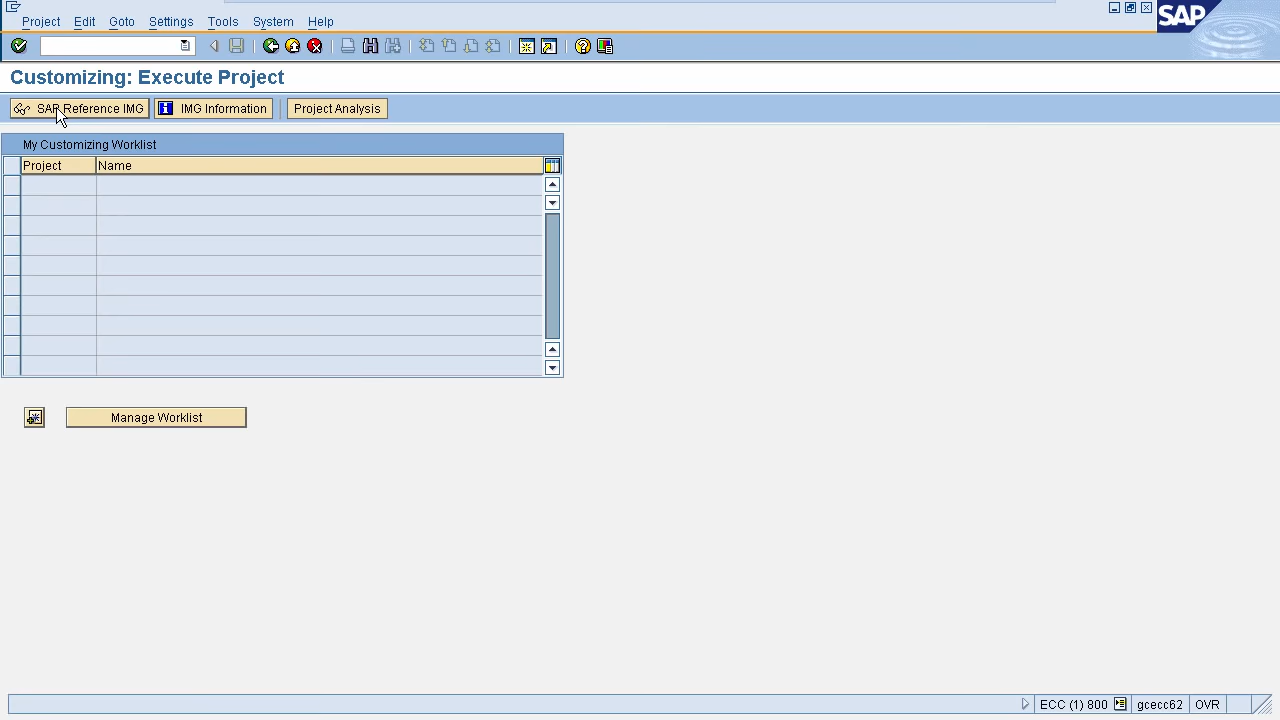 Project Edit Goto Settings Tools System Help
SAP
Customizing: Execute Project
SAP Reference IMG IMG Information Project Analysis
My Customizing Worklist
Project Name
Manage Worklist
ECC (1) 800 gcecc62 OVR